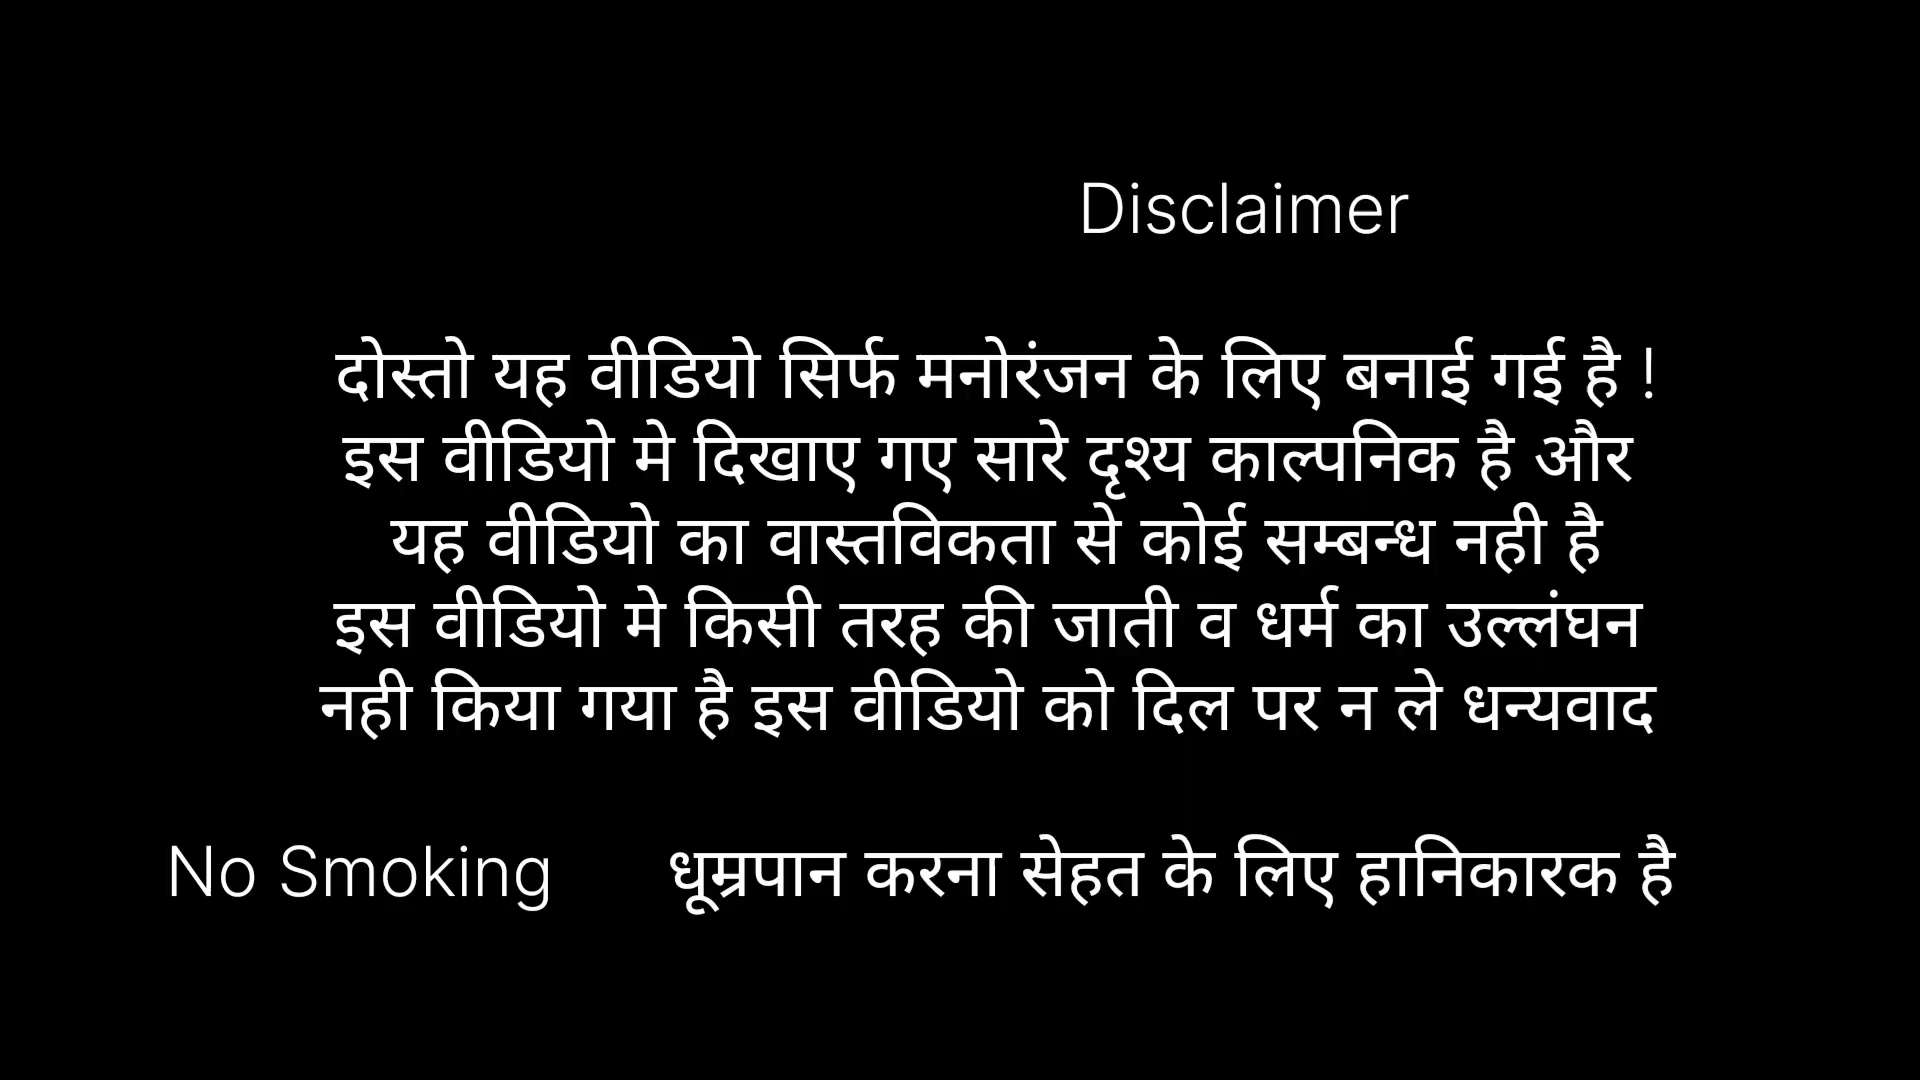 Disclaimer
दोस्तो यह वीडियो सिर्फ मनोरंजन के लिए बनाई गई है !
इस वीडियो मे दिखाए गए सारे दृश्य काल्पनिक है और
यह वीडियो का वास्तविकता से कोई सम्बन्ध नही है
इस वीडियो मे किसी तरह की जाती व धर्म का उल्लंघन
नही किया गया है इस वीडियो को दिल पर न ले धन्यवाद
No Smoking धूम्रपान करना सेहत के लिए हानिकारक है